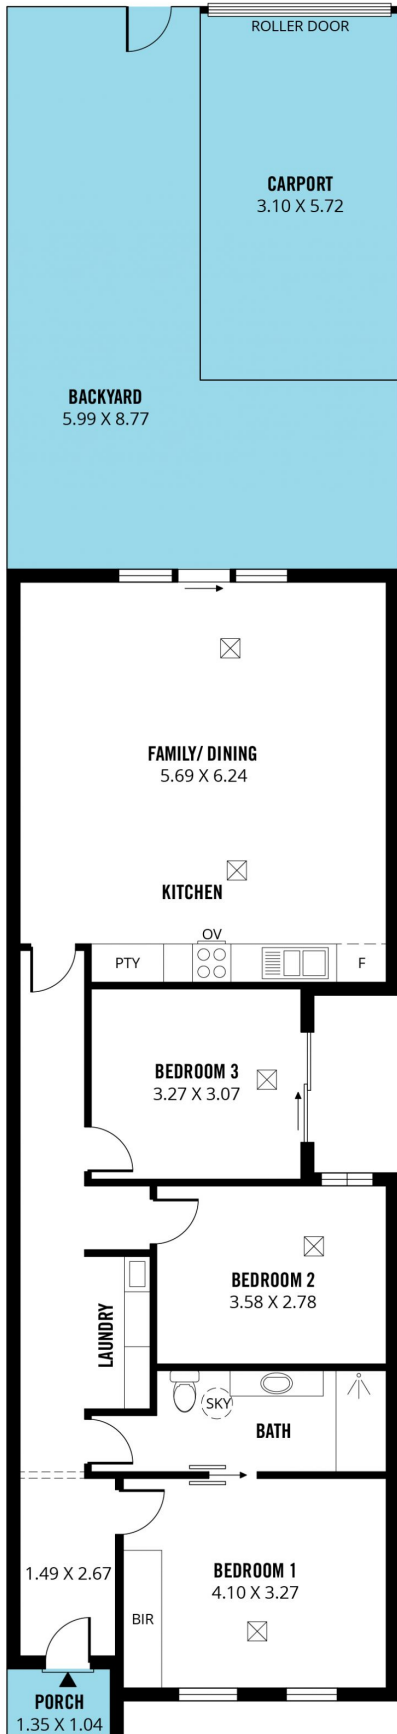 ROLLER DOOR
CARPORT
3.10 X 5.72
BACKYARD
5.99 X 8.77
FAMILY/ DINING
5.69 X 6.24
KITCHEN
OV
PTY
F
BEDROOM 3
3.27 X 3.07
BEDROOM 2
3.58 X 2.78
LAUNDRY
SKY
BATH
1.49 X 2.67
BEDROOM 1
4.10 X 3.27
BIR
PORCH
1.35 X 1.04